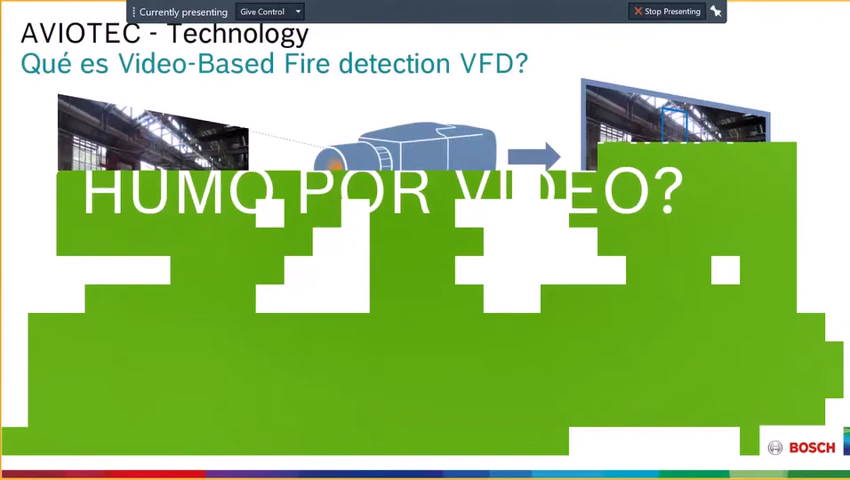 Currently presenting
Give Control
Stop Presenting
AVIOTEC - Technology
Qué es Video-Based Fire detection VFD?
HUMO POR VIDEO?
BOSCH